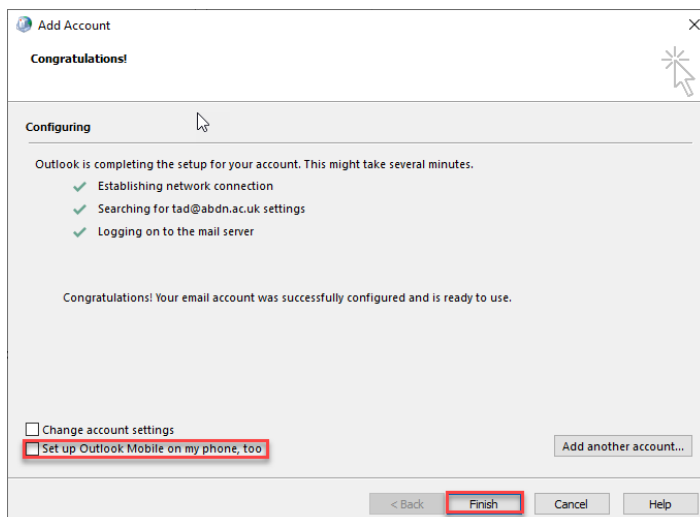 Add Account
Congratulations!
Configuring
Outlook is completing the setup for your account. This might take several minutes.
Establishing network connection
Searching for tad@abdn.ac.uk settings
Logging on to the mail server
Congratulations! Your email account was successfully configured and is ready to use.
Change account settings
Set up Outlook Mobile on my phone, too
Add another account...
< Back Finish Cancel Help